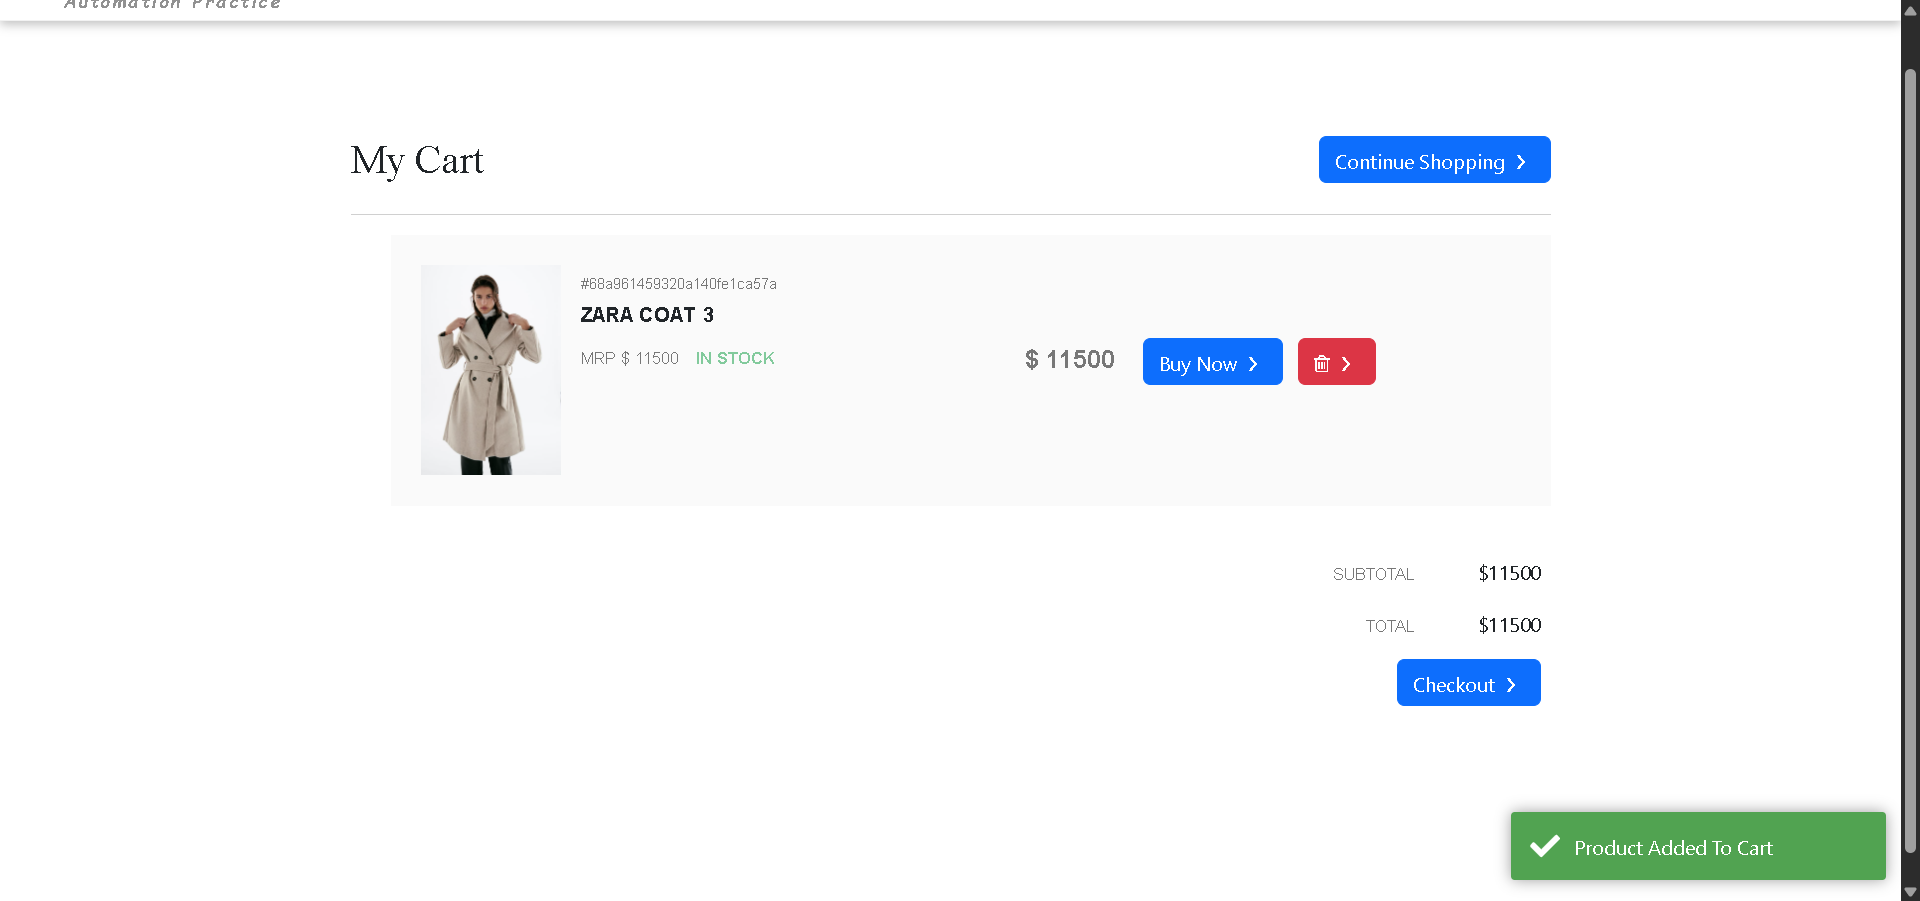 Automation Practice
My Cart
Continue Shopping
#68a961459320a140fe1ca57a
ZARA COAT 3
MRP $ 11500 IN STOCK
$ 11500
Buy Now
SUBTOTAL $11500
TOTAL $11500
Checkout
Product Added To Cart